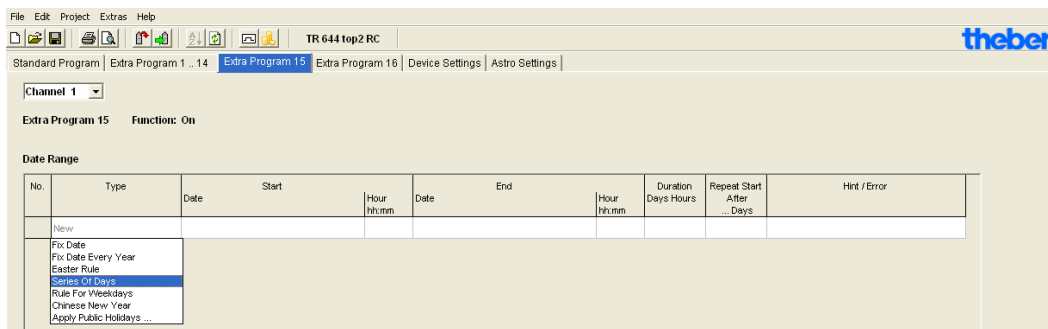 File Edit Project Extras Help
TR 644 top2 RC
Standard Program Extra Program 1 .. 14 Extra Program 15 Extra Program 16 Device Settings Astro Settings
Channel 1
Extra Program 15 Function: On
Date Range
No. Type Start End Duration Repeat Start Hint / Error
Date Hour Date Hour Days Hours After
hh:mm hh:mm ... Days
New
Fix Date
Fix Date Every Year
Easter Rule
Series Of Days
Rule For Weekdays
Chinese New Year
Apply Public Holidays ...